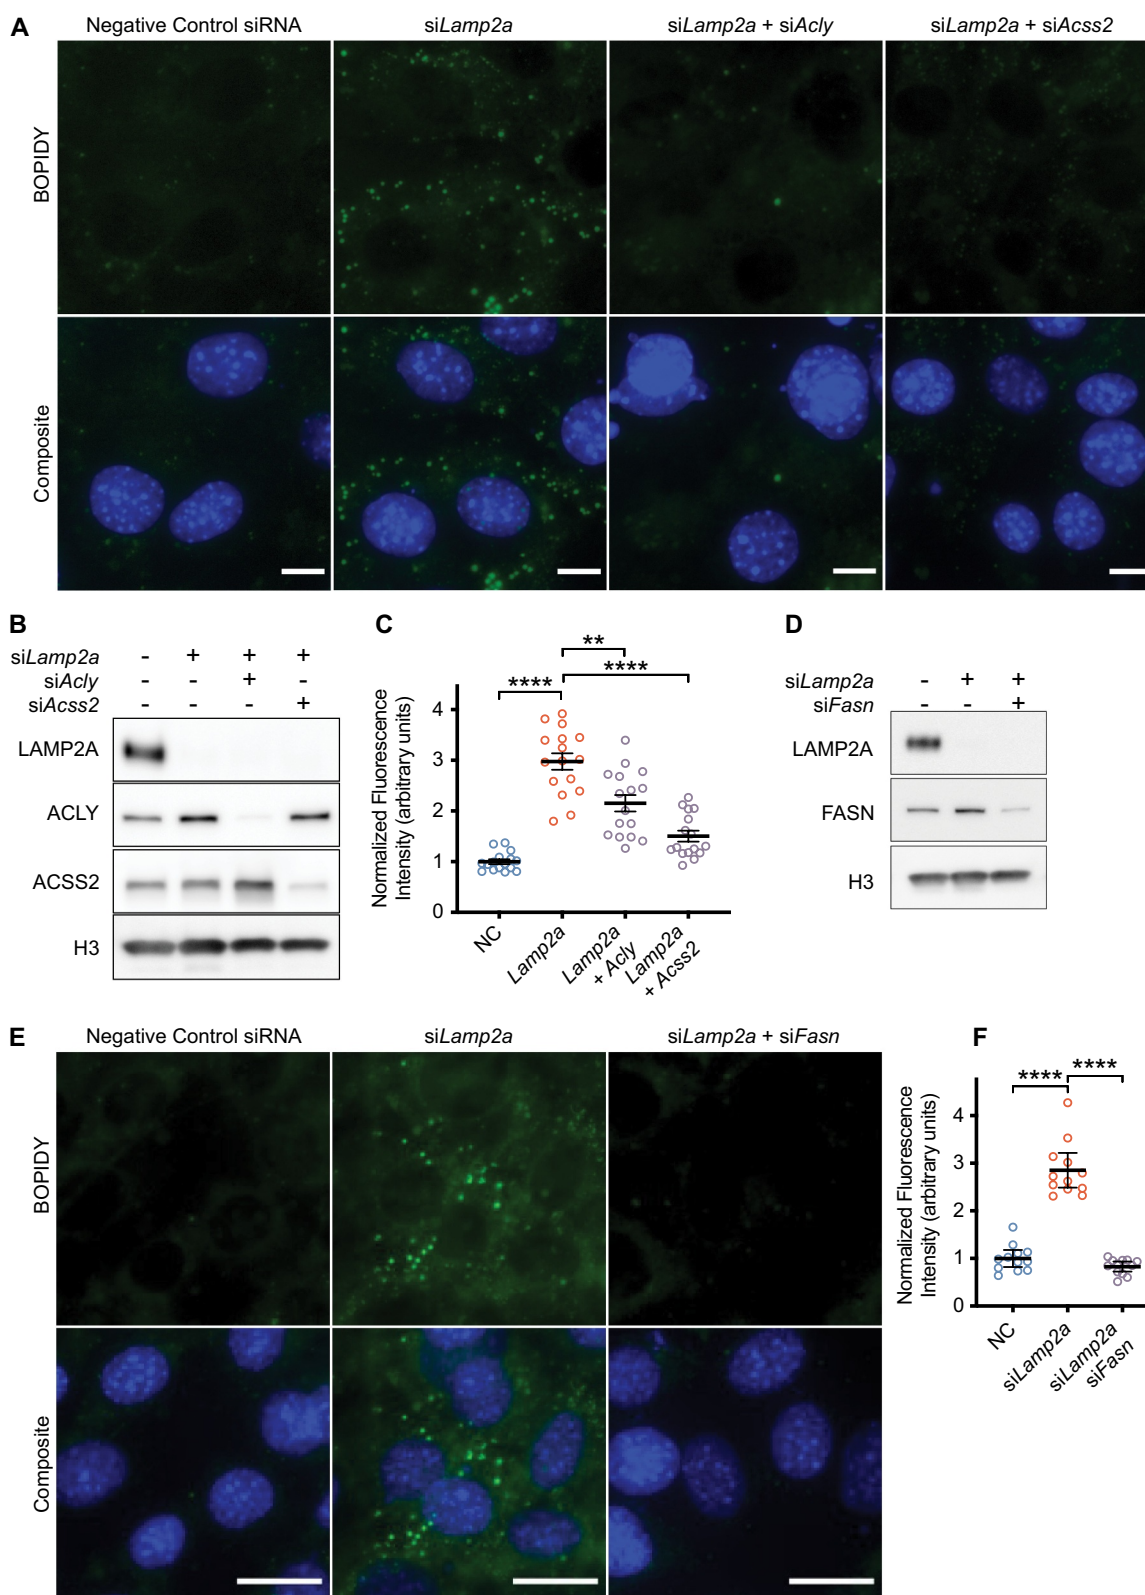 A
Negative Control siRNA
siLamp2a
siLamp2a + siAcly
siLamp2a + siAcss2
BOPIDY
Composite
B
siLamp2a - + + +
siAcly - - + -
siAcss2 - - - +
LAMP2A
ACLY
ACSS2
H3
C
Normalized Fluorescence
Intensity (arbitrary units)
**
****
****
4
3
2
1
0
NC
Lamp2a
Lamp2a
+ Acly
Lamp2a
+ Acss2
D
siLamp2a - + +
siFasn - - +
LAMP2A
FASN
H3
E
Negative Control siRNA
siLamp2a
siLamp2a + siFasn
BOPIDY
Composite
F
Normalized Fluorescence
Intensity (arbitrary units)
**** ****
4
3
2
1
0
NC
siLamp2a
siLamp2a
siFasn